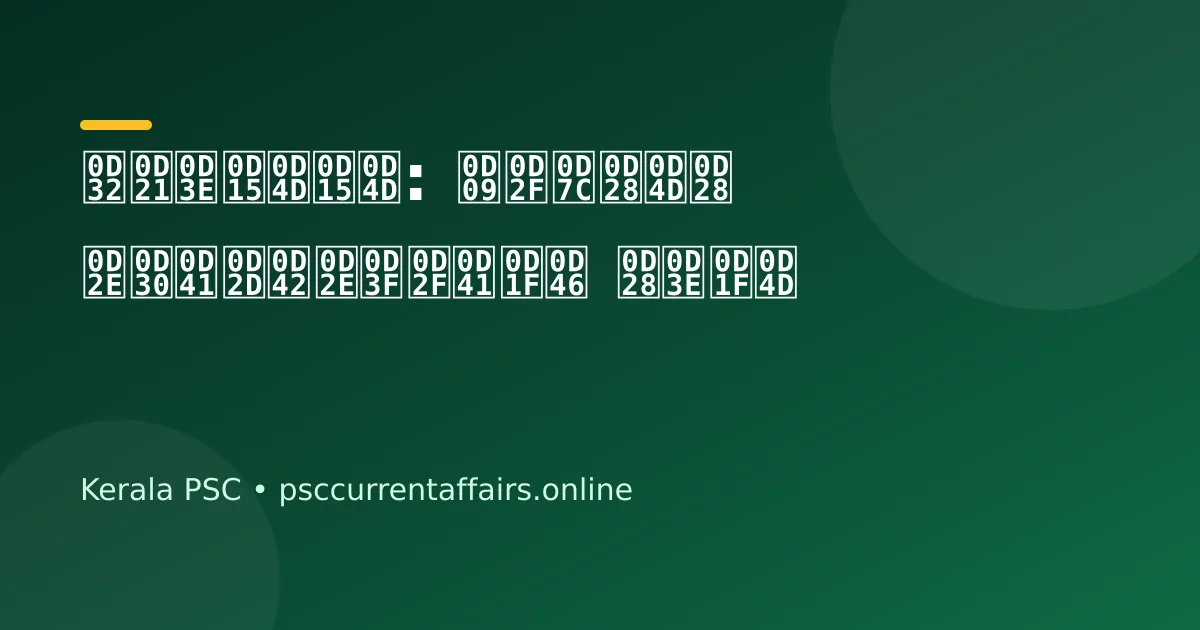 ലഡാക്ക്: ഉയർന്ന
മരുഭൂമിയുടെ നാട്
Kerala PSC • psccurrentaffairs.online